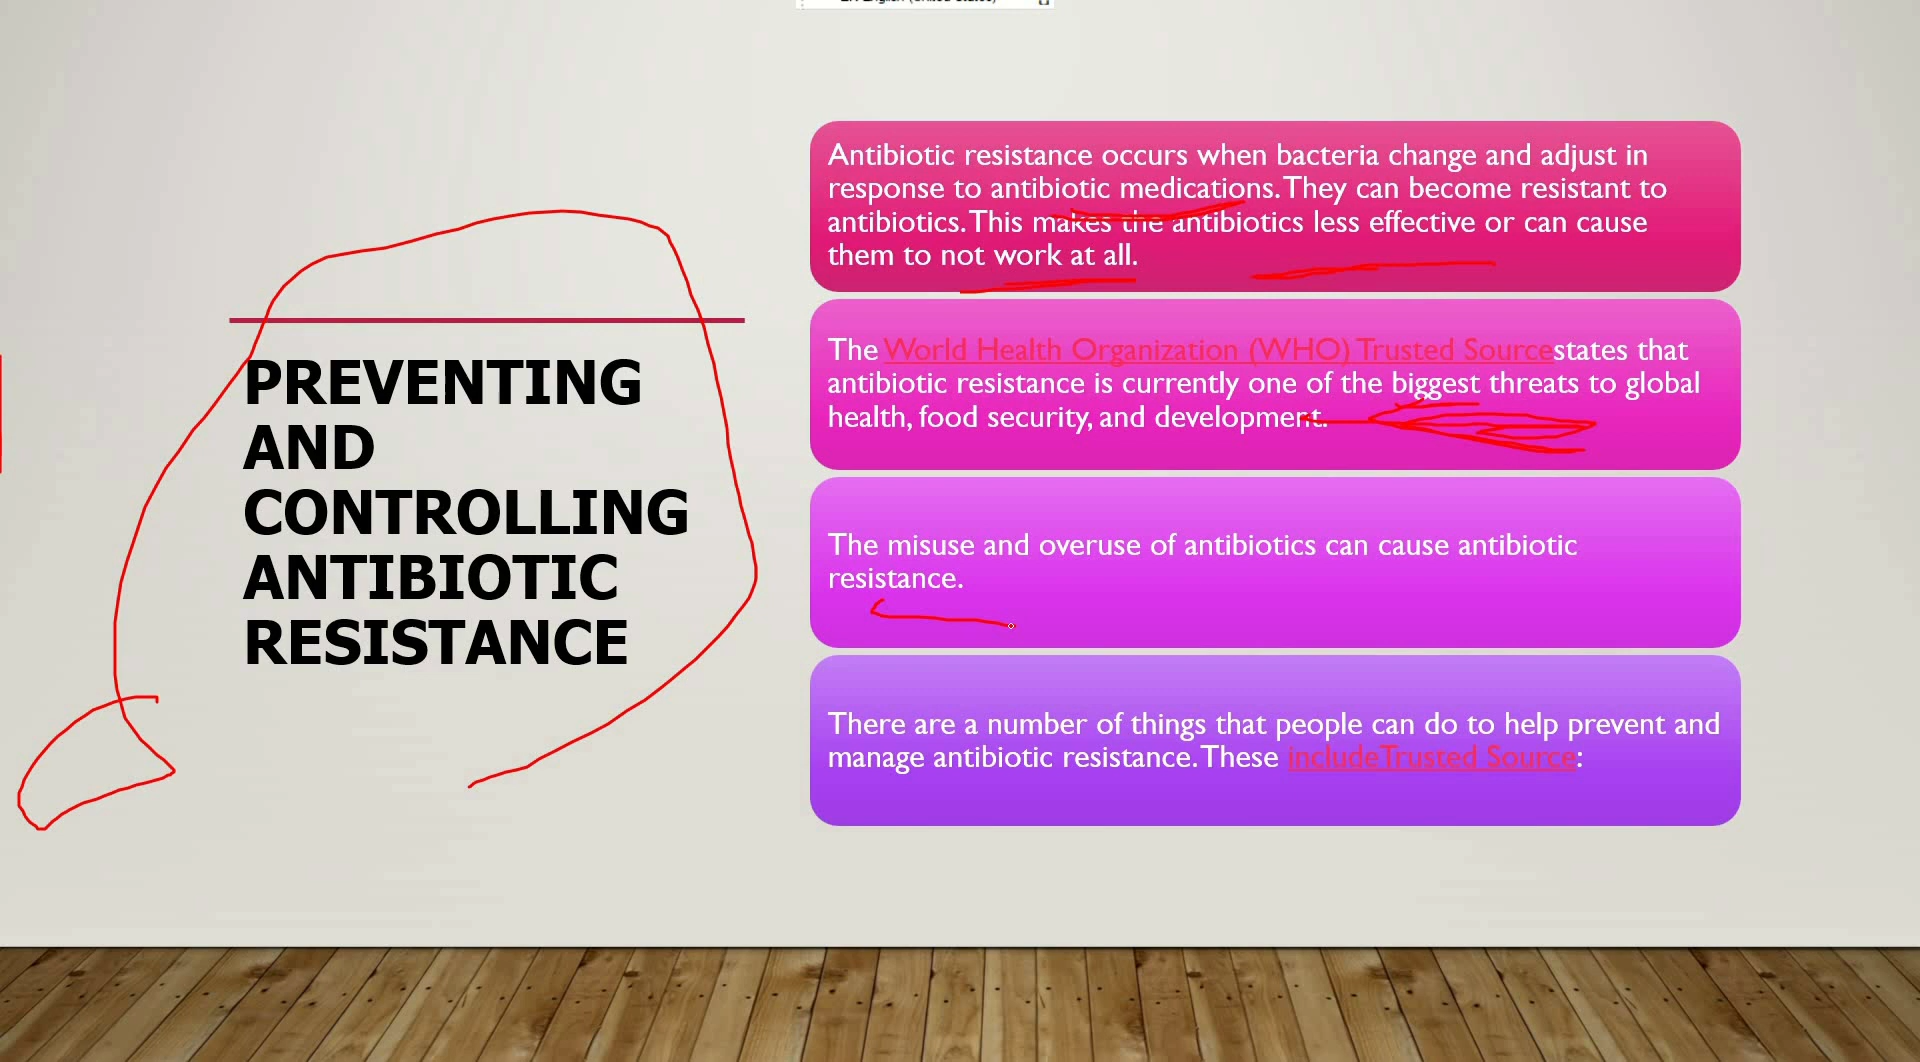 English (United States)
PREVENTING
AND
CONTROLLING
ANTIBIOTIC
RESISTANCE
Antibiotic resistance occurs when bacteria change and adjust in
response to antibiotic medications. They can become resistant to
antibiotics. This makes the antibiotics less effective or can cause
them to not work at all.
The World Health Organization (WHO) Trusted Sourcestates that
antibiotic resistance is currently one of the biggest threats to global
health, food security, and development.
The misuse and overuse of antibiotics can cause antibiotic
resistance.
There are a number of things that people can do to help prevent and
manage antibiotic resistance. These includeTrusted Source: